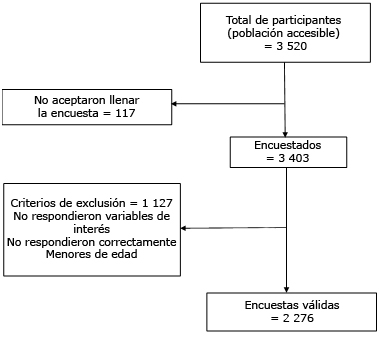 Total de participantes
(población accesible)
= 3 520
No aceptaron llenar
la encuesta = 117
Encuestados
= 3 403
Criterios de exclusión = 1 127
No respondieron variables de
interés
No respondieron correctamente
Menores de edad
Encuestas válidas
= 2 276